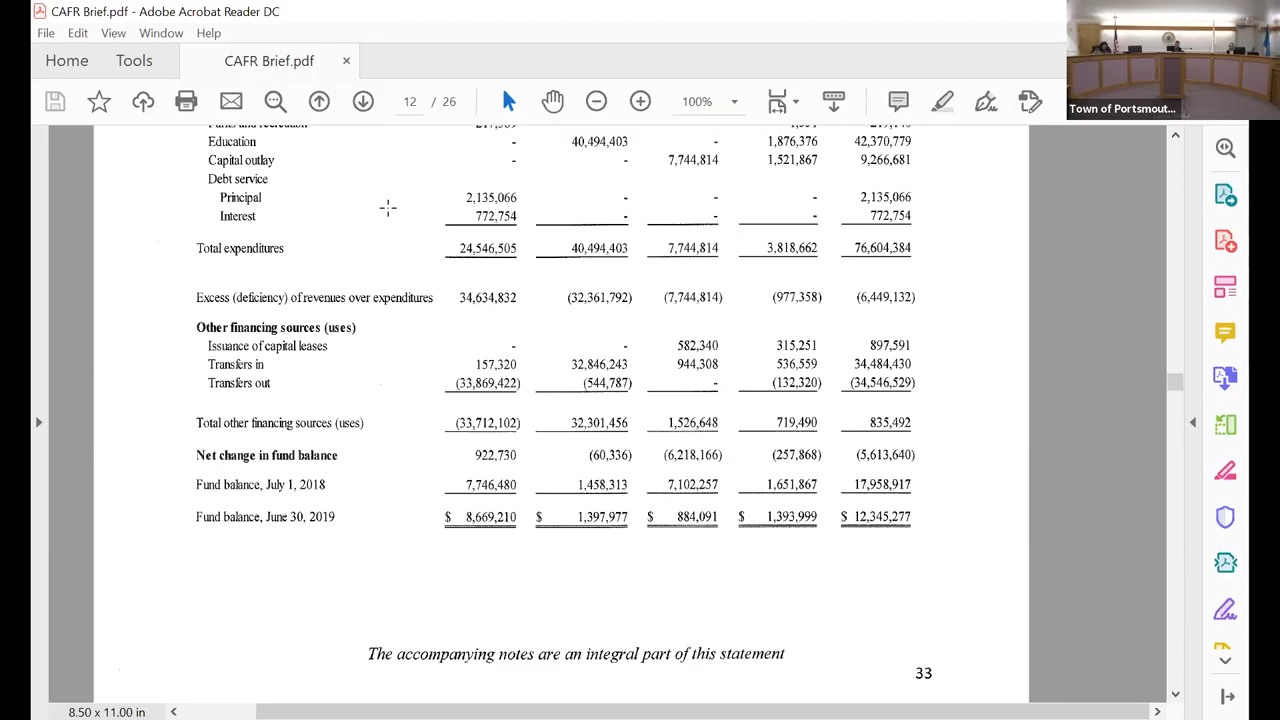 CAFR Brief.pdf - Adobe Acrobat Reader DC
File Edit View Window Help
Home Tools CAFR Brief.pdf ×
12 / 26 100%
Town of Portsmout...
Parks and recreation 217,589
Education - 40,494,403 - 1,876,376 42,370,779
Capital outlay - - 7,744,814 1,521,867 9,266,681
Debt service
Principal 2,135,066 - - - 2,135,066
Interest 772,754 - - - 772,754
Total expenditures 24,546,505 40,494,403 7,744,814 3,818,662 76,604,384
Excess (deficiency) of revenues over expenditures 34,634,832 (32,361,792) (7,744,814) (977,358) (6,449,132)
Other financing sources (uses)
Issuance of capital leases - - 582,340 315,251 897,591
Transfers in 157,320 32,846,243 944,308 536,559 34,484,430
Transfers out (33,869,422) (544,787) - (132,320) (34,546,529)
Total other financing sources (uses) (33,712,102) 32,301,456 1,526,648 719,490 835,492
Net change in fund balance 922,730 (60,336) (6,218,166) (257,868) (5,613,640)
Fund balance, July 1, 2018 7,746,480 1,458,313 7,102,257 1,651,867 17,958,917
Fund balance, June 30, 2019 $ 8,669,210 $ 1,397,977 $ 884,091 $ 1,393,999 $ 12,345,277
The accompanying notes are an integral part of this statement
33
8.50 x 11.00 in